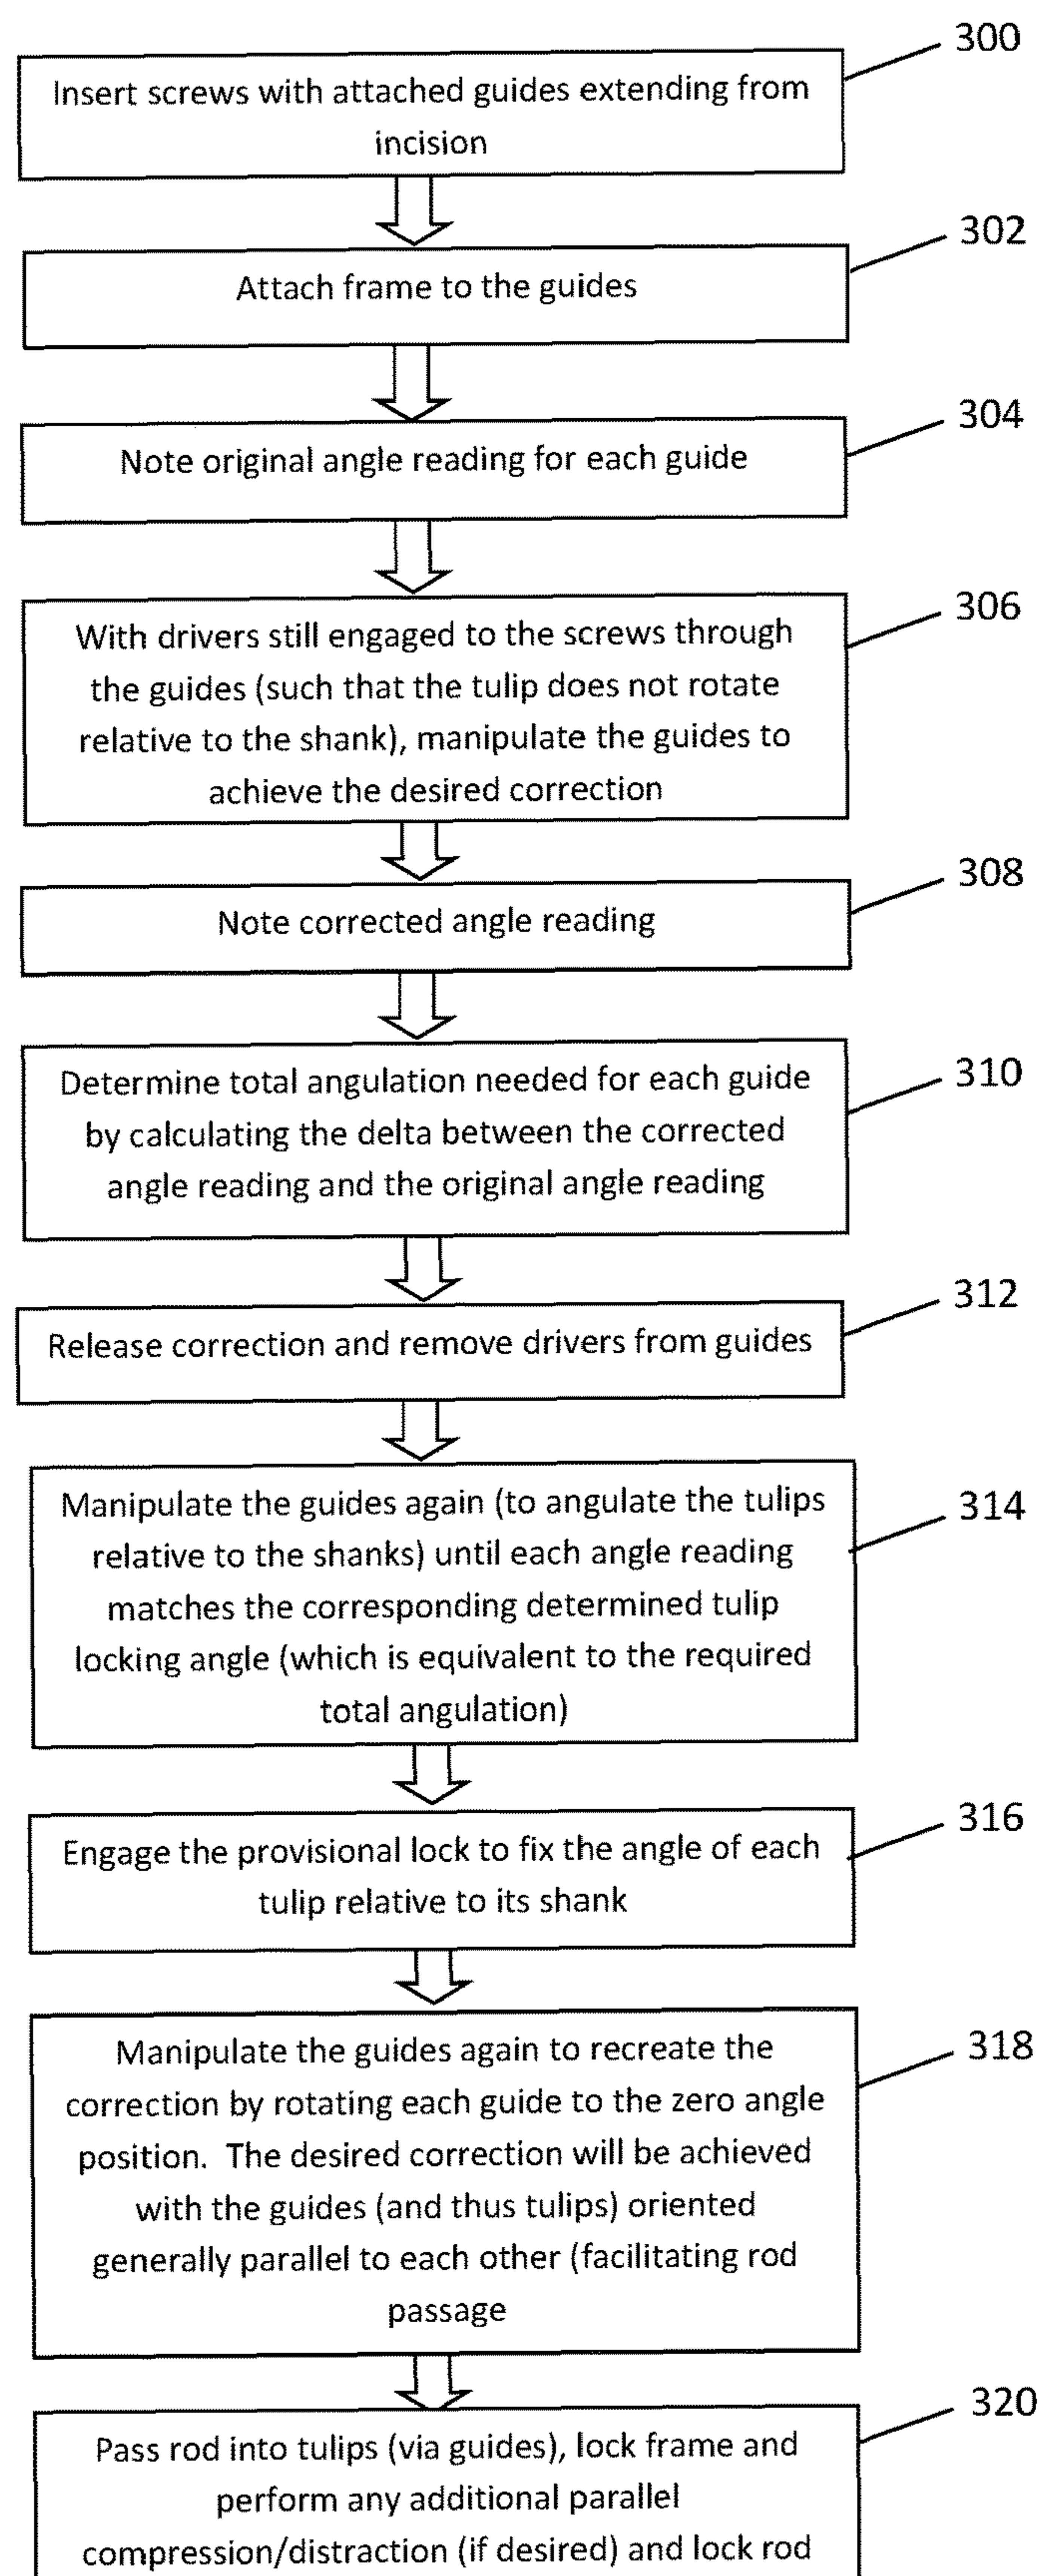 300
Insert screws with attached guides extending from
incision
302
Attach frame to the guides
304
Note original angle reading for each guide
306
With drivers still engaged to the screws through
the guides (such that the tulip does not rotate
relative to the shank), manipulate the guides to
achieve the desired correction
308
Note corrected angle reading
310
Determine total angulation needed for each guide
by calculating the delta between the corrected
angle reading and the original angle reading
312
Release correction and remove drivers from guides
314
Manipulate the guides again (to angulate the tulips
relative to the shanks) until each angle reading
matches the corresponding determined tulip
locking angle (which is equivalent to the required
total angulation)
316
Engage the provisional lock to fix the angle of each
tulip relative to its shank
318
Manipulate the guides again to recreate the
correction by rotating each guide to the zero angle
position.  The desired correction will be achieved
with the guides (and thus tulips) oriented
generally parallel to each other (facilitating rod
passage
320
Pass rod into tulips (via guides), lock frame and
perform any additional parallel
compression/distraction (if desired) and lock rod